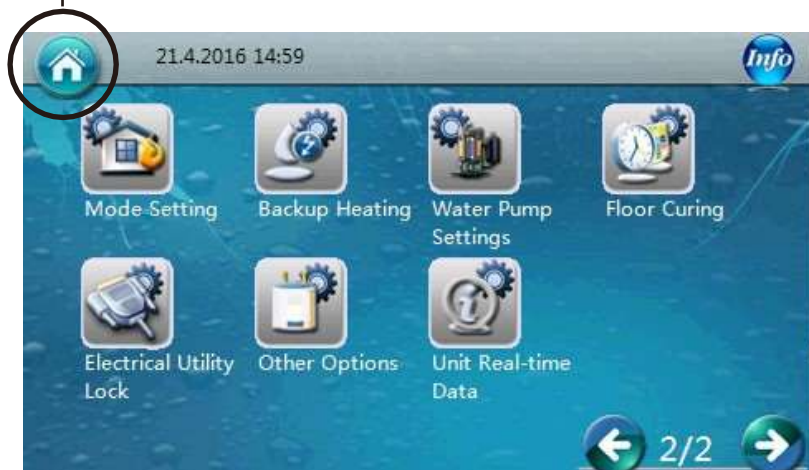 21.4.2016 14:59
Info
Mode Setting
Backup Heating
Water Pump
Settings
Floor Curing
Electrical Utility
Lock
Other Options
Unit Real-time
Data
2/2